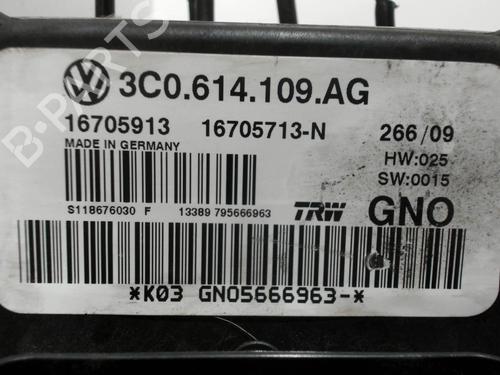 3C0.614.109.AG
16705913 16705713-N 266/09
MADE IN GERMANY
HW:025
SW:0015
S118676030 F 13389 795666963 TRW GNO
*K03 GNO5666963-*
B-PARTS